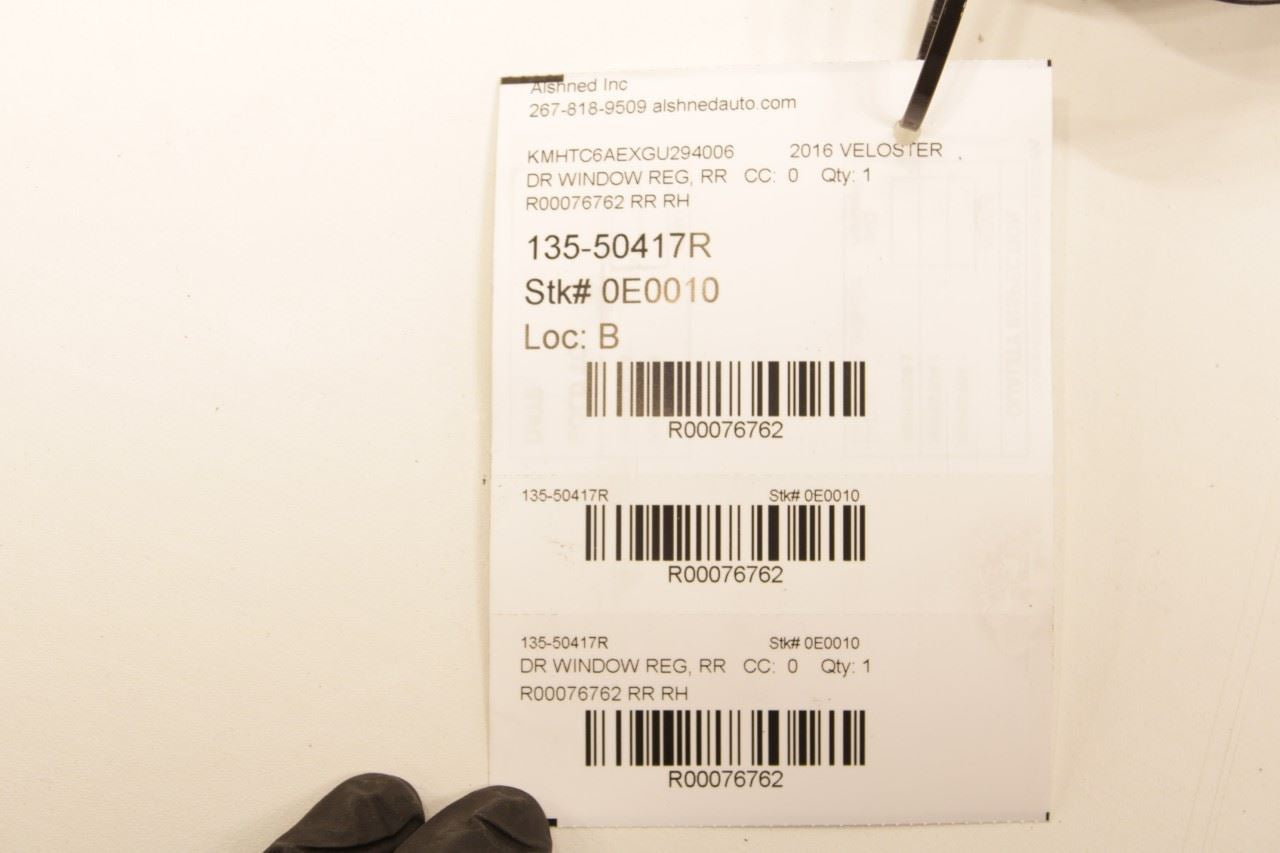 Alshned Inc
267-818-9509 alshnedauto.com
KMHTC6AEXGU294006 2016 VELOSTER
DR WINDOW REG, RR CC: 0 Qty: 1
R00076762 RR RH
135-50417R
Stk# 0E0010
Loc: B
R00076762
135-50417R Stk# 0E0010
R00076762
135-50417R Stk# 0E0010
DR WINDOW REG, RR CC: 0 Qty: 1
R00076762 RR RH
R00076762